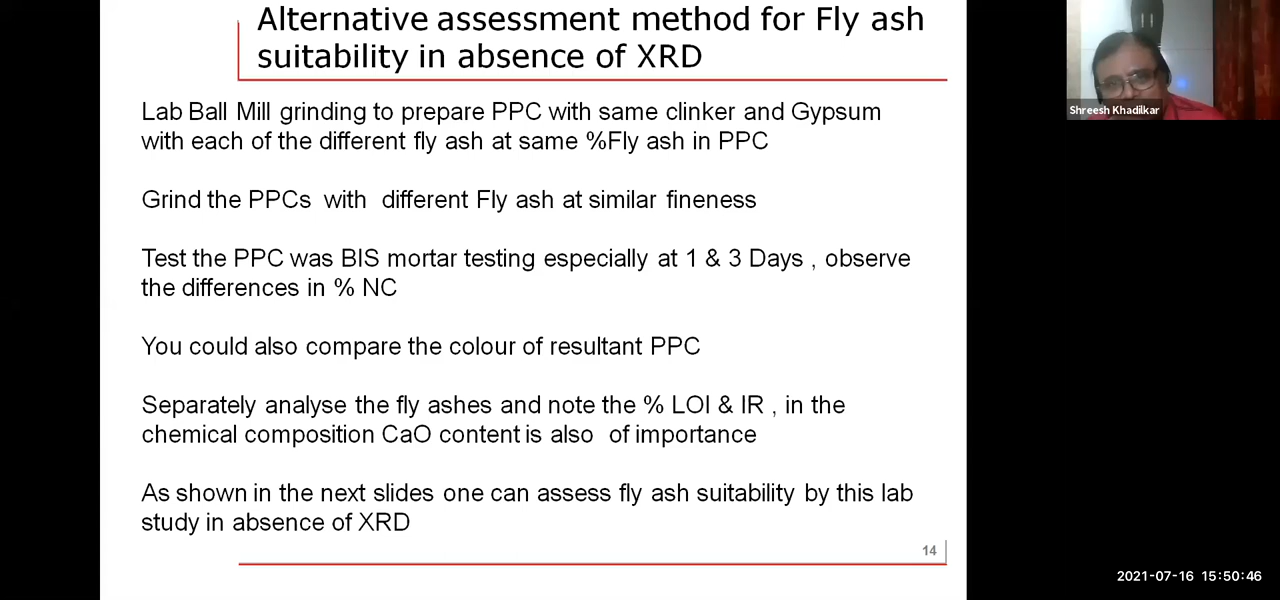 Alternative assessment method for Fly ash
suitability in absence of XRD
Lab Ball Mill grinding to prepare PPC with same clinker and Gypsum
with each of the different fly ash at same %Fly ash in PPC
Grind the PPCs with different Fly ash at similar fineness
Test the PPC was BIS mortar testing especially at 1 & 3 Days , observe
the differences in % NC
You could also compare the colour of resultant PPC
Separately analyse the fly ashes and note the % LOI & IR , in the
chemical composition CaO content is also of importance
As shown in the next slides one can assess fly ash suitability by this lab
study in absence of XRD
14
Shreesh Khadilkar
2021-07-16 15:50:46